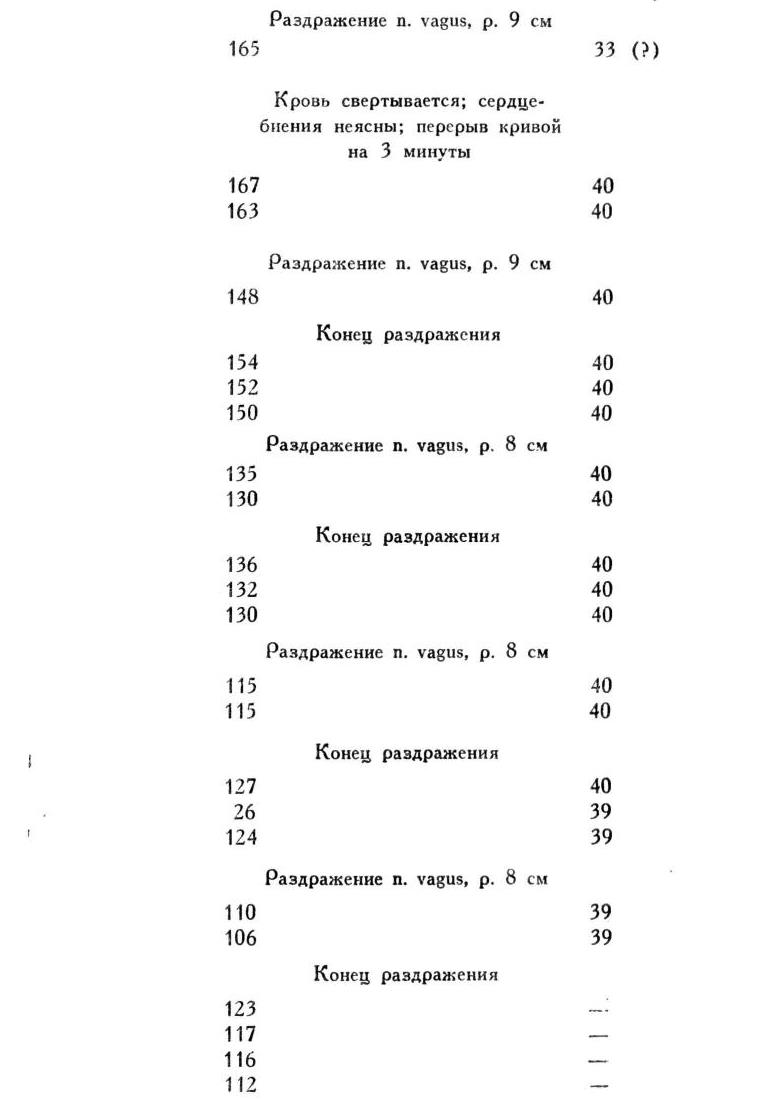 Раздражение n. vagus, р. 9 см
165 33 (?)
Кровь свертывается; сердце-
биения неясны; перерыв кривой
на 3 минуты
167 40
163 40
Раздражение n. vagus, р. 9 см
148 40
Конец раздражения
154 40
152 40
150 40
Раздражение n. vagus, р. 8 см
135 40
130 40
Конец раздражения
136 40
132 40
130 40
Раздражение n. vagus, р. 8 см
115 40
115 40
Конец раздражения
127 40
26 39
124 39
Раздражение n. vagus, р. 8 см
110 39
106 39
Конец раздражения
123 —
117 —
116 —
112 —